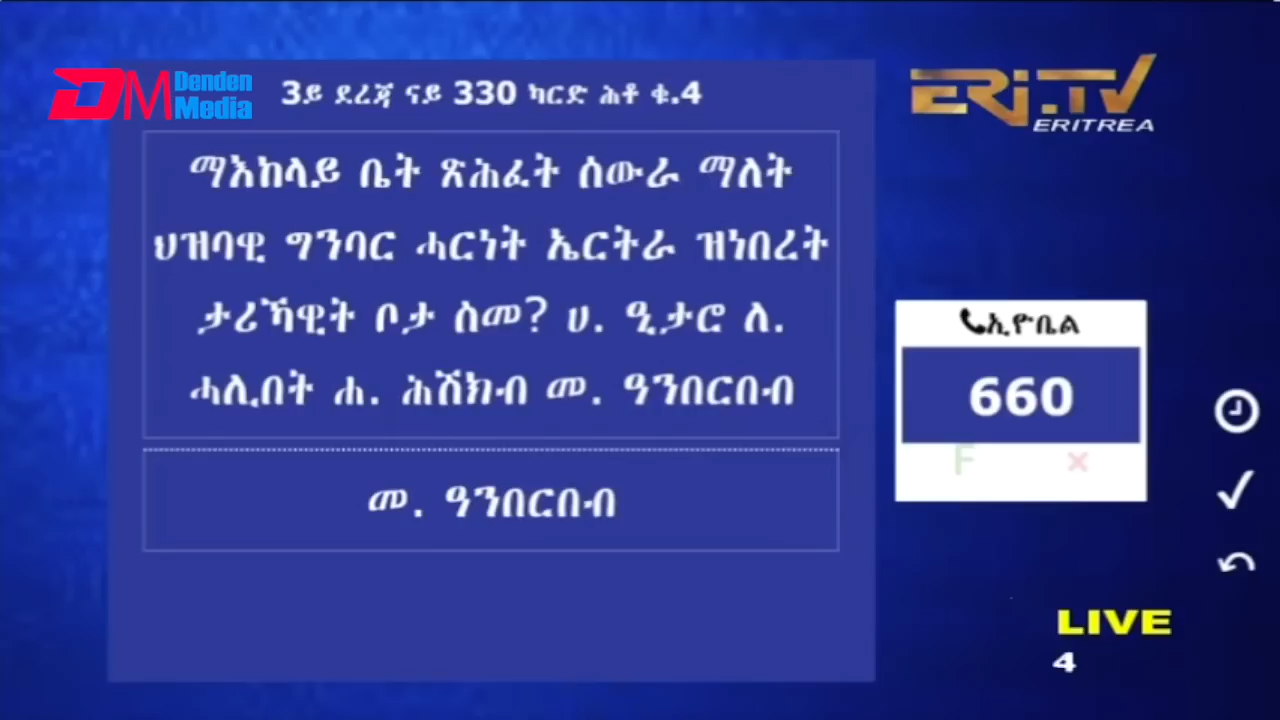 DM Denden Media
3ይ ደረጃ ናይ 330 ካርድ ሕቶ ቁ.4
ERi.TV
ERITREA
ማእከላይ ቤት ጽሕፈት ሰውራ ማለት
ህዝባዊ ግንባር ሓርነት ኤርትራ ዝነበረት
ታሪኻዊት ቦታ ስመ? ሀ. ዒታሮ ለ.
ሓሊበት ሐ. ሕሽክብ መ. ዓንበርበብ
መ. ዓንበርበብ
ኢዮቤል
660
F ×
LIVE
4